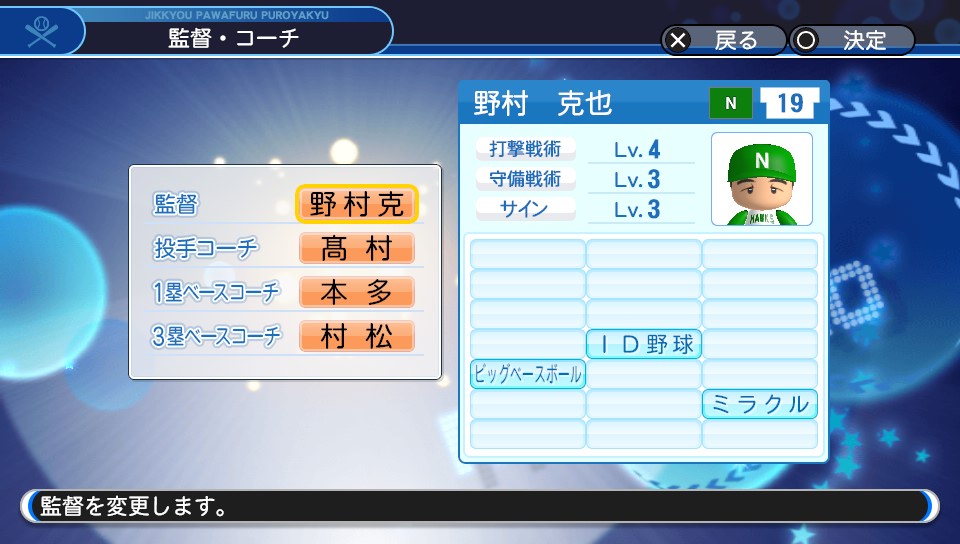 JIKKYOU PAWAFURU PUROYAKYU
監督・コーチ
戻る
決定
野村 克也
N
19
打撃戦術 Lv.4
守備戦術 Lv.3
サイン Lv.3
N
HAWKS
監督 野村克
投手コーチ 髙村
1塁ベースコーチ 本多
3塁ベースコーチ 村松
ID野球
ビッグベースボール
ミラクル
監督を変更します。